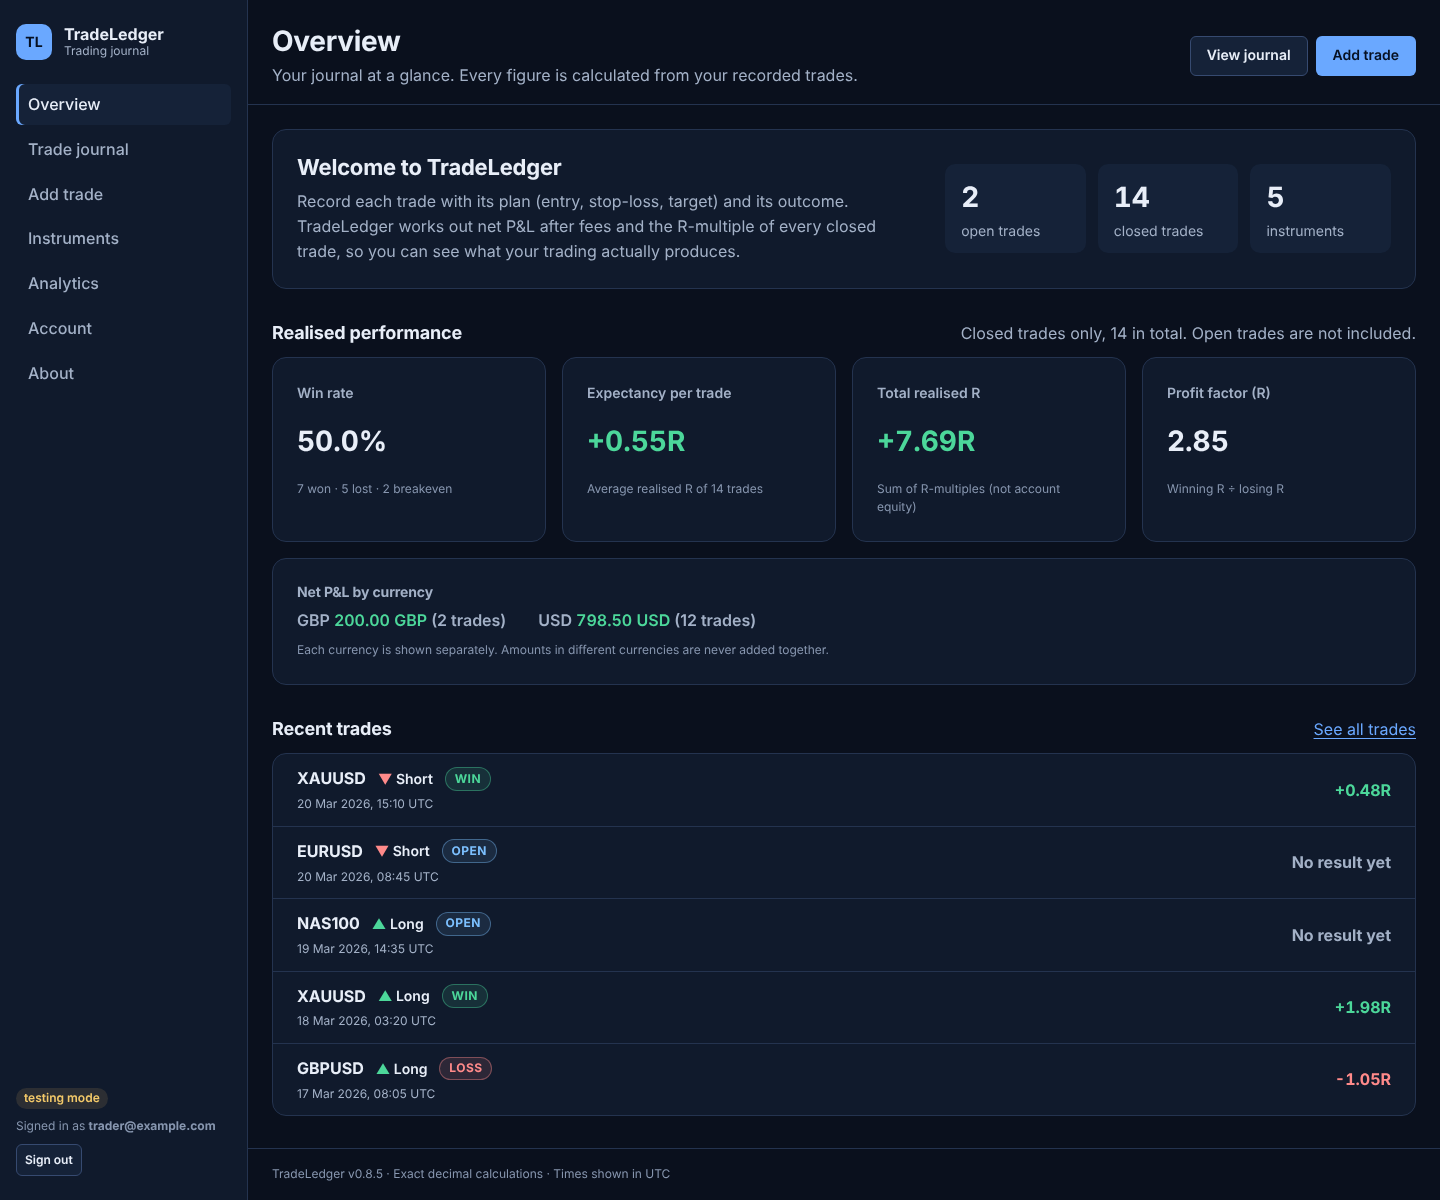 TL
TradeLedger
Trading journal
Overview
Trade journal
Add trade
Instruments
Analytics
Account
About
testing mode
Signed in as trader@example.com
Sign out
Overview
Your journal at a glance. Every figure is calculated from your recorded trades.
View journal
Add trade
Welcome to TradeLedger
Record each trade with its plan (entry, stop-loss, target) and its outcome.
TradeLedger works out net P&L after fees and the R-multiple of every closed
trade, so you can see what your trading actually produces.
2
open trades
14
closed trades
5
instruments
Realised performance
Closed trades only, 14 in total. Open trades are not included.
Win rate
50.0%
7 won · 5 lost · 2 breakeven
Expectancy per trade
+0.55R
Average realised R of 14 trades
Total realised R
+7.69R
Sum of R-multiples (not account
equity)
Profit factor (R)
2.85
Winning R ÷ losing R
Net P&L by currency
GBP 200.00 GBP (2 trades) USD 798.50 USD (12 trades)
Each currency is shown separately. Amounts in different currencies are never added together.
Recent trades
See all trades
XAUUSD ▼ Short WIN
20 Mar 2026, 15:10 UTC
+0.48R
EURUSD ▼ Short OPEN
20 Mar 2026, 08:45 UTC
No result yet
NAS100 ▲ Long OPEN
19 Mar 2026, 14:35 UTC
No result yet
XAUUSD ▲ Long WIN
18 Mar 2026, 03:20 UTC
+1.98R
GBPUSD ▲ Long LOSS
17 Mar 2026, 08:05 UTC
-1.05R
TradeLedger v0.8.5 · Exact decimal calculations · Times shown in UTC